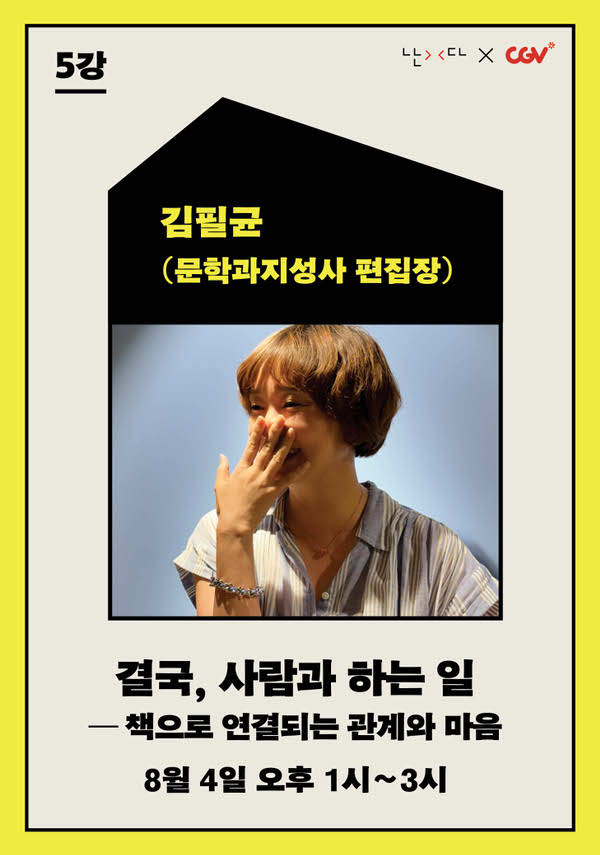 5강
난다 × CGV
김필균
(문학과지성사 편집장)
결국, 사람과 하는 일
— 책으로 연결되는 관계와 마음
8월 4일 오후 1시~3시